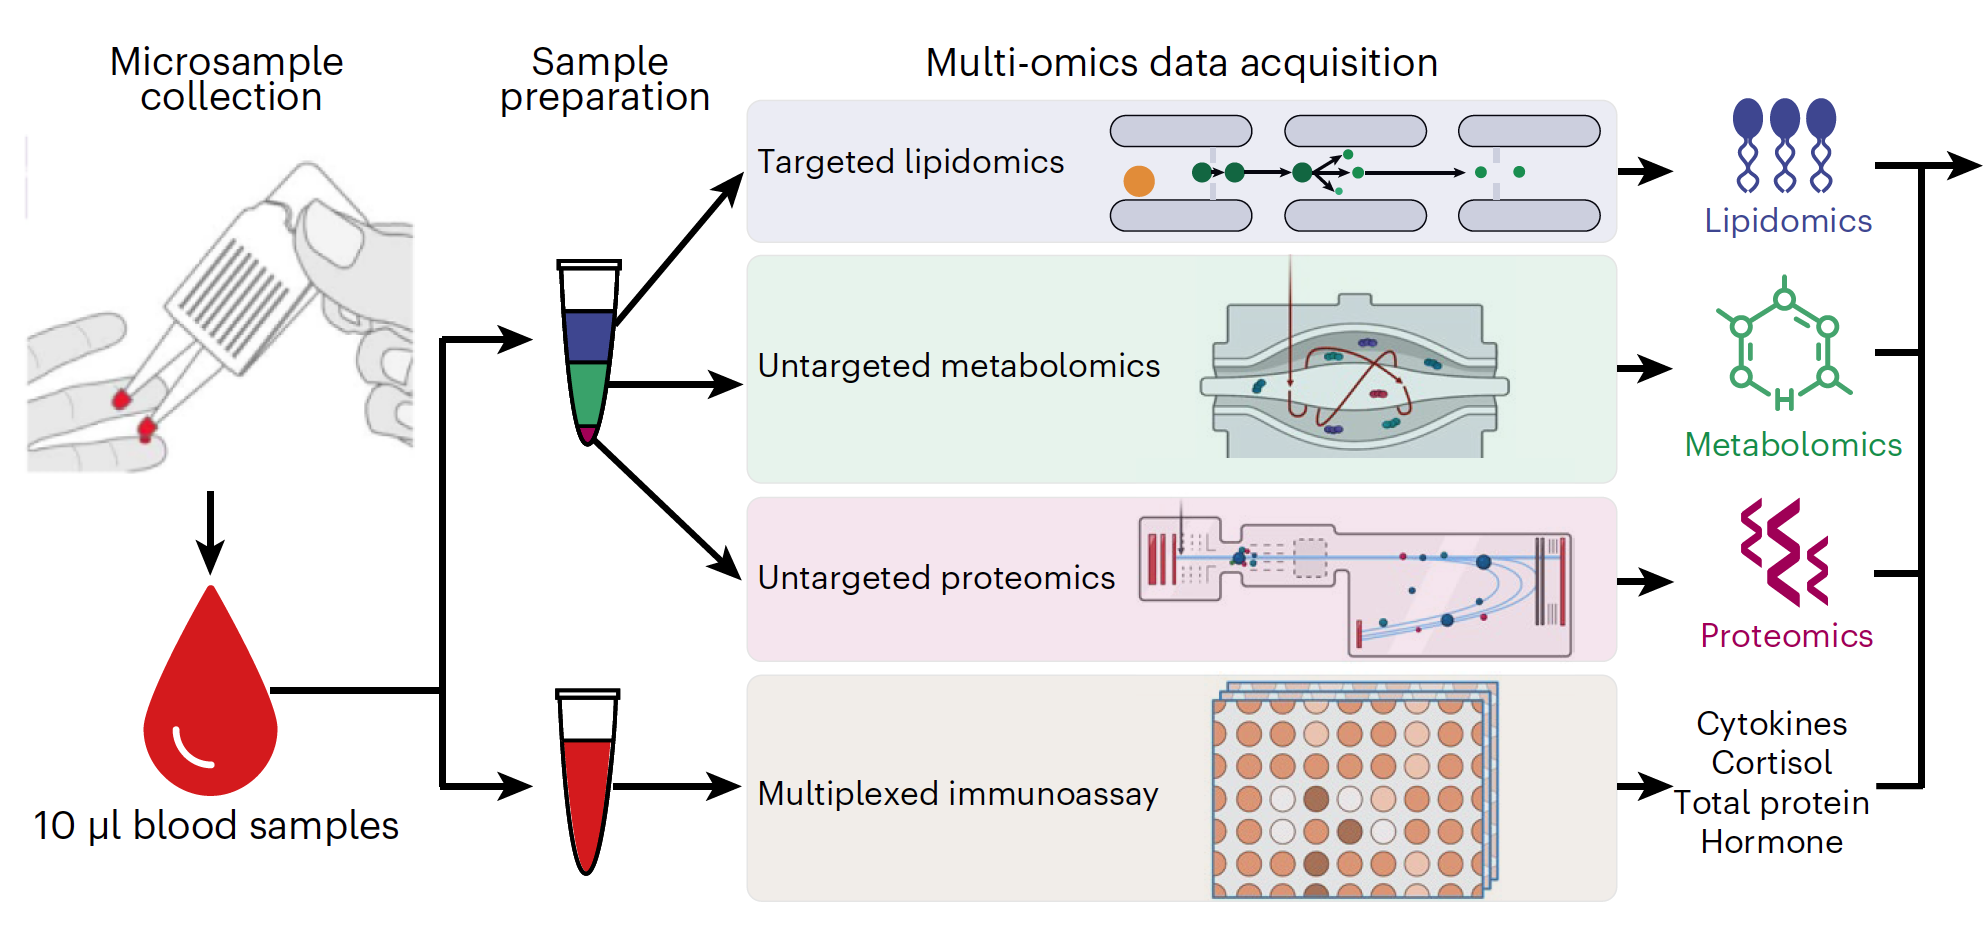 Microsample
collection
Sample
preparation
Multi-omics data acquisition
Targeted lipidomics
Lipidomics
Untargeted metabolomics
Metabolomics
Untargeted proteomics
Proteomics
10 µl blood samples
Multiplexed immunoassay
Cytokines
Cortisol
Total protein
Hormone
H